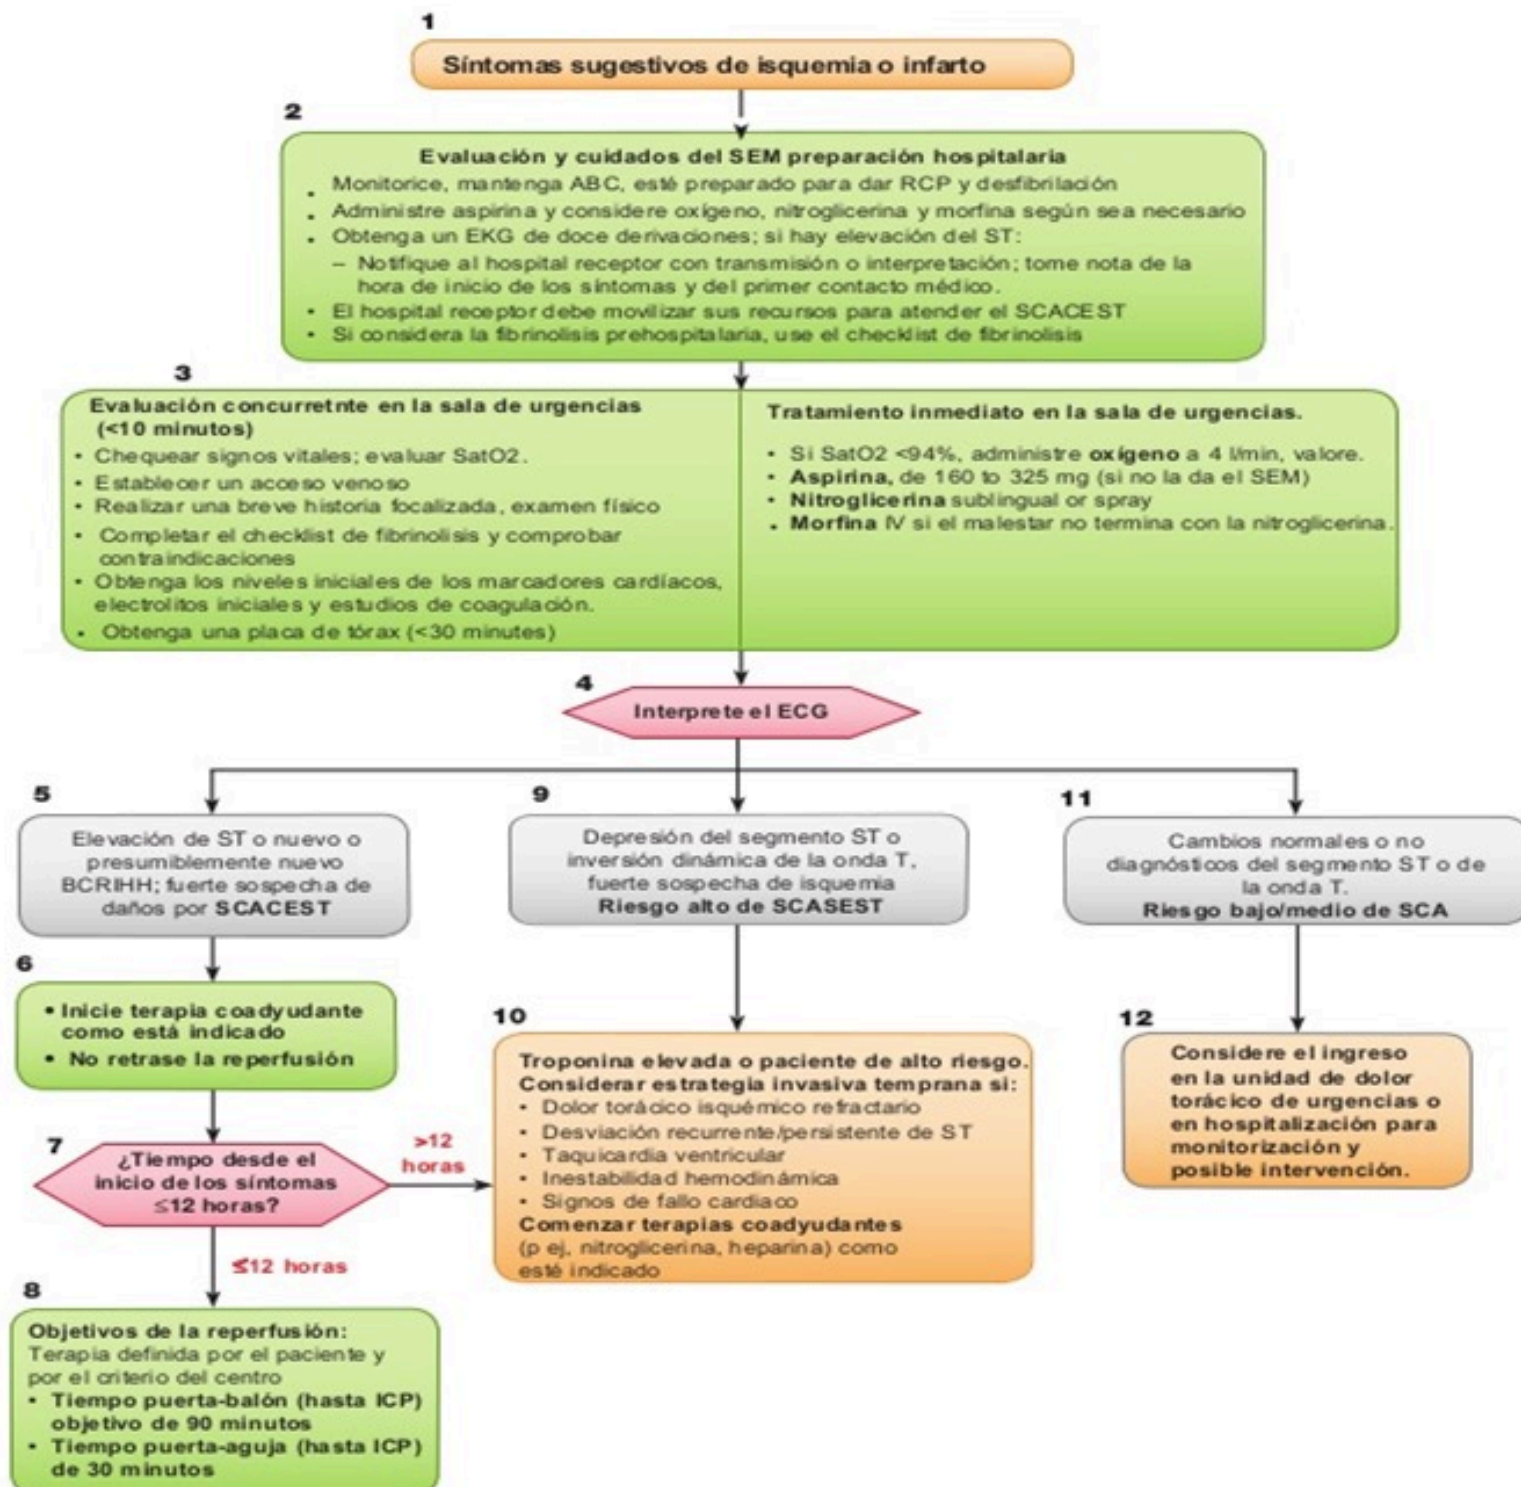 1
Síntomas sugestivos de isquemia o infarto
2
Evaluación y cuidados del SEM preparación hospitalaria
• Monitorice, mantenga ABC, esté preparado para dar RCP y desfibrilación
• Administre aspirina y considere oxígeno, nitroglicerina y morfina según sea necesario
• Obtenga un EKG de doce derivaciones; si hay elevación del ST:
– Notifique al hospital receptor con transmisión o interpretación; tome nota de la
hora de inicio de los síntomas y del primer contacto médico.
• El hospital receptor debe movilizar sus recursos para atender el SCACEST
• Si considera la fibrinolisis prehospitalaria, use el checklist de fibrinolisis
3
Evaluación concurretnte en la sala de urgencias
(<10 minutos)
• Chequear signos vitales; evaluar SatO2.
• Establecer un acceso venoso
• Realizar una breve historia focalizada, examen físico
• Completar el checklist de fibrinolisis y comprobar
contraindicaciones
• Obtenga los niveles iniciales de los marcadores cardíacos,
electrolitos iniciales y estudios de coagulación.
• Obtenga una placa de tórax (<30 minutes)
Tratamiento inmediato en la sala de urgencias.
• Si SatO2 <94%, administre oxígeno a 4 l/min, valore.
• Aspirina, de 160 to 325 mg (si no la da el SEM)
• Nitroglicerina sublingual or spray
• Morfina IV si el malestar no termina con la nitroglicerina.
4
Interprete el ECG
5
Elevación de ST o nuevo o
presumiblemente nuevo
BCRIHH; fuerte sospecha de
daños por SCACEST
6
• Inicie terapia coadyudante
como está indicado
• No retrase la reperfusión
7
¿Tiempo desde el
inicio de los síntomas
≤12 horas?
>12
horas
≤12 horas
8
Objetivos de la reperfusión:
Terapia definida por el paciente y
por el criterio del centro
• Tiempo puerta-balón (hasta ICP)
objetivo de 90 minutos
• Tiempo puerta-aguja (hasta ICP)
de 30 minutos
9
Depresión del segmento ST o
inversión dinámica de la onda T,
fuerte sospecha de isquemia
Riesgo alto de SCASEST
10
Troponina elevada o paciente de alto riesgo.
Considerar estrategia invasiva temprana si:
• Dolor torácico isquémico refractario
• Desviación recurrente/persistente de ST
• Taquicardia ventricular
• Inestabilidad hemodinámica
• Signos de fallo cardiaco
Comenzar terapias coadyudantes
(p ej, nitroglicerina, heparina) como
esté indicado
11
Cambios normales o no
diagnósticos del segmento ST o de
la onda T.
Riesgo bajo/medio de SCA
12
Considere el ingreso
en la unidad de dolor
torácico de urgencias o
en hospitalización para
monitorización y
posible intervención.